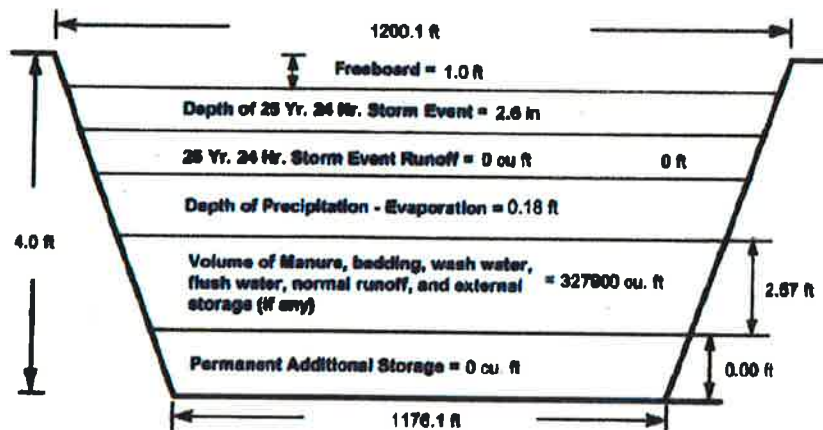 1200.1 ft
Freeboard = 1.0 ft
Depth of 25 Yr. 24 Hr. Storm Event = 2.6 in
25 Yr. 24 Hr. Storm Event Runoff = 0 cu ft 0 ft
Depth of Precipitation - Evaporation = 0.18 ft
4.0 ft
Volume of Manure, bedding, wash water,
flush water, normal runoff, and external = 327900 cu. ft
storage (if any)
2.67 ft
Permanent Additional Storage = 0 cu. ft
0.00 ft
1176.1 ft